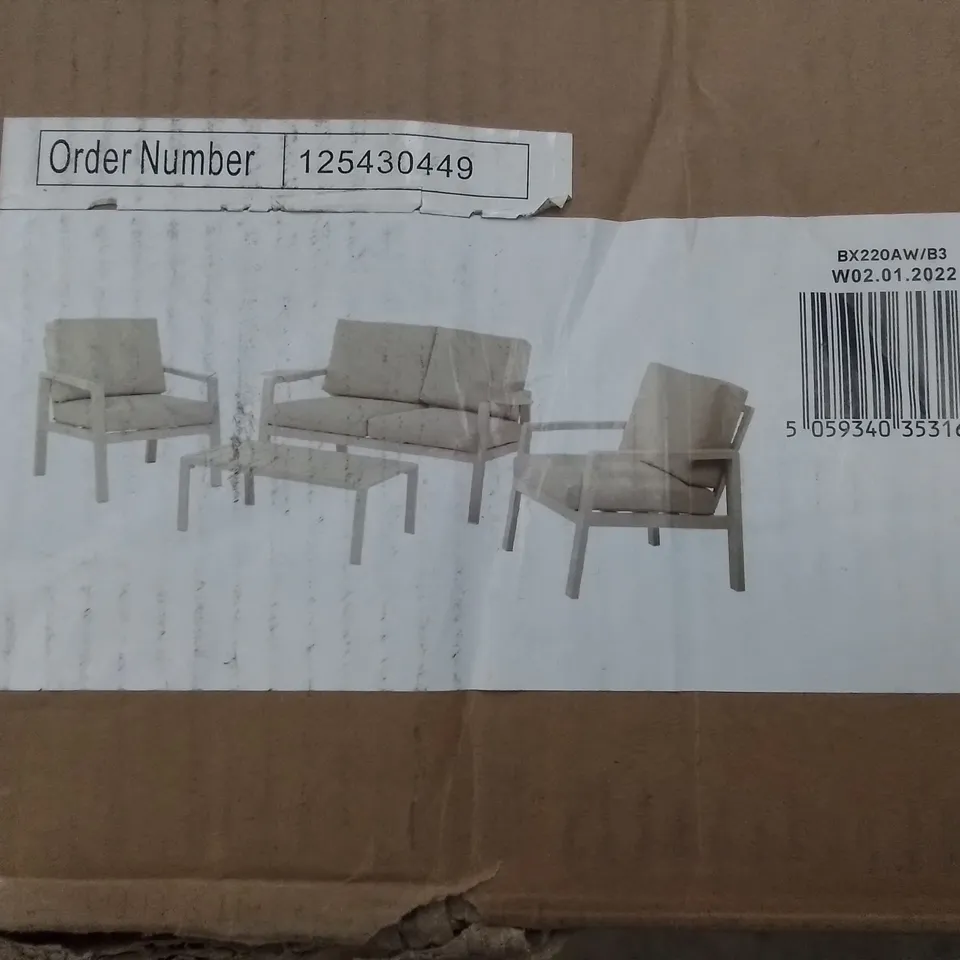 Order Number 125430449
BX220AW/B3
W02.01.2022
5 059340 35316